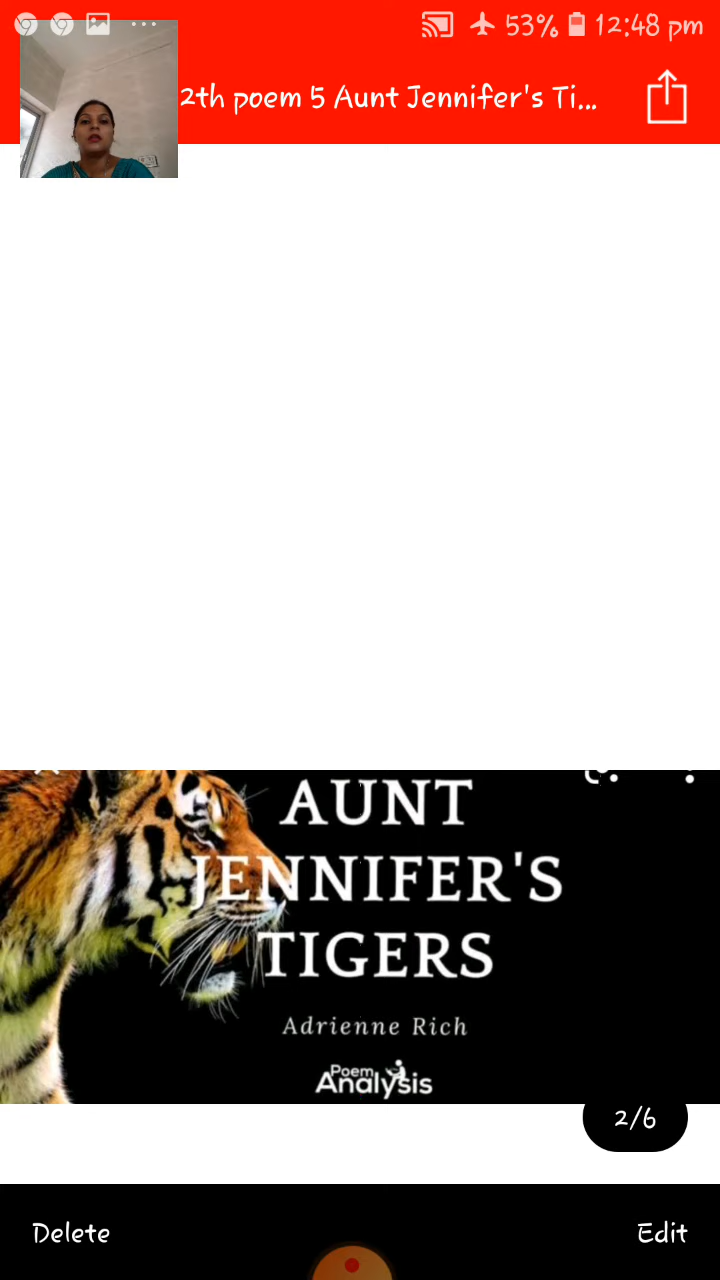 53% 12:48 pm
2th poem 5 Aunt Jennifer's Ti...
AUNT
JENNIFER'S
TIGERS
Adrienne Rich
Poem
Analysis
2/6
Delete Edit